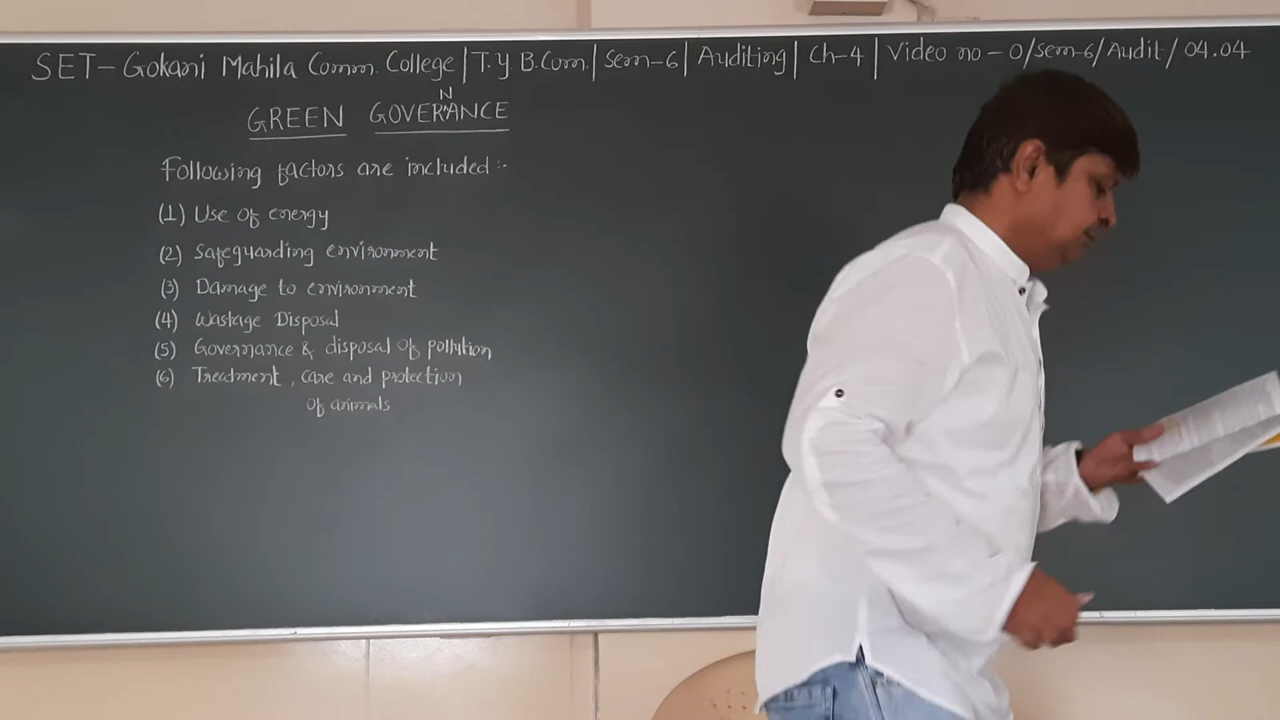 SET- Gokani Mahila Comm. College | T.Y B.Com. | Sem-6 | Auditing | Ch-4 | Video no - 0/sem-6/Audit/04.04
GREEN GOVERNANCE
Following factors are included :-
(1) Use of energy
(2) Safeguarding environment
(3) Damage to environment
(4) Wastage Disposal
(5) Governance & disposal of pollution
(6) Treatment, care and protection
of animals